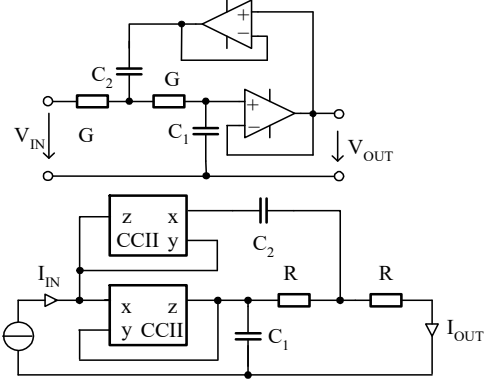 +
−
C2
G
G
C1
+
−
VIN
VOUT
z x
CCII y
C2
IIN
R
R
x z
y CCII
C1
IOUT